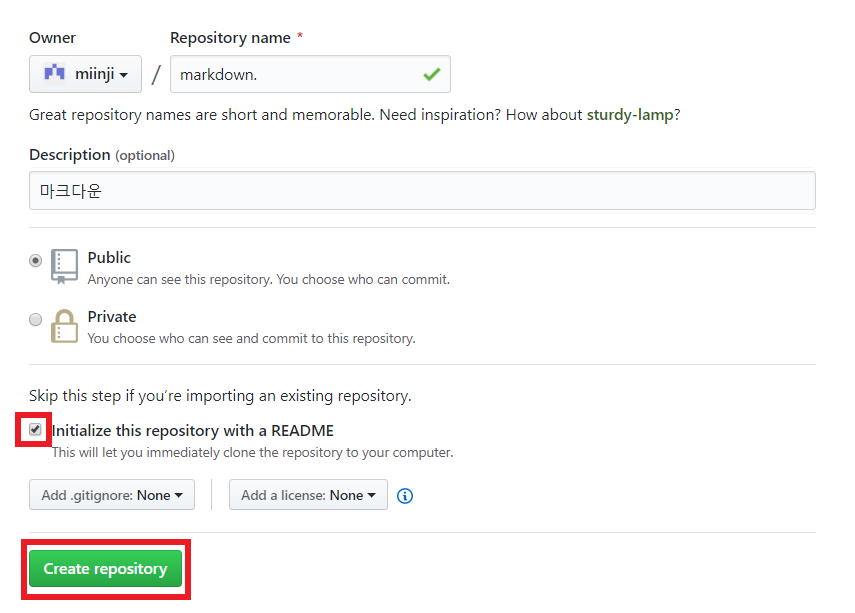 Owner
Repository name *
miinji / markdown.
Great repository names are short and memorable. Need inspiration? How about sturdy-lamp?
Description (optional)
마크다운
Public
Anyone can see this repository. You choose who can commit.
Private
You choose who can see and commit to this repository.
Skip this step if you’re importing an existing repository.
Initialize this repository with a README
This will let you immediately clone the repository to your computer.
Add .gitignore: None
Add a license: None
Create repository